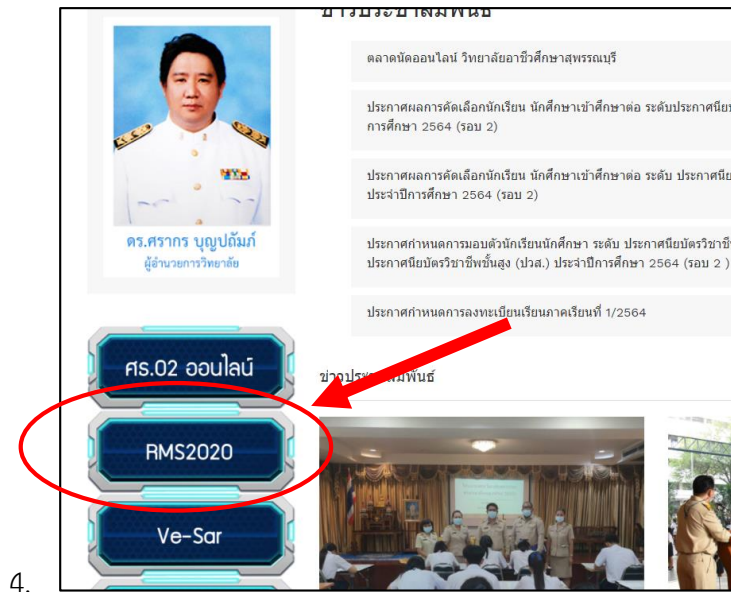 ข่าวประชาสัมพันธ์
ตลาดนัดออนไลน์ วิทยาลัยอาชีวศึกษาสุพรรณบุรี
ประกาศผลการคัดเลือกนักเรียน นักศึกษาเข้าศึกษาต่อ ระดับประกาศนียบ
การศึกษา 2564 (รอบ 2)
ประกาศผลการคัดเลือกนักเรียน นักศึกษาเข้าศึกษาต่อ ระดับ ประกาศนีย
ประจำปีการศึกษา 2564 (รอบ 2)
ประกาศกำหนดการมอบตัวนักเรียนนักศึกษา ระดับ ประกาศนียบัตรวิชาชีพ
ประกาศนียบัตรวิชาชีพชั้นสูง (ปวส.) ประจำปีการศึกษา 2564 (รอบ 2 )
ประกาศกำหนดการลงทะเบียนเรียนภาคเรียนที่ 1/2564
ดร.ศรากร บุญปถัมภ์
ผู้อำนวยการวิทยาลัย
ข่าวประชาสัมพันธ์
ศธ.02 ออนไลน์
RMS2020
Ve-Sar
4.